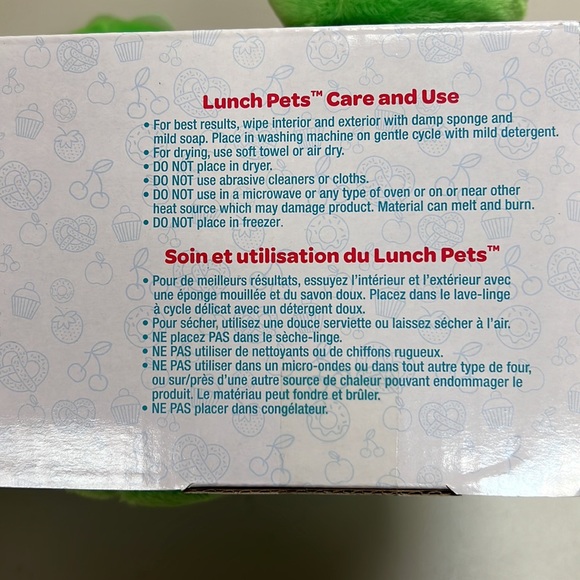 Lunch Pets™ Care and Use
• For best results, wipe interior and exterior with damp sponge and
mild soap. Place in washing machine on gentle cycle with mild detergent.
• For drying, use soft towel or air dry.
• DO NOT place in dryer.
• DO NOT use abrasive cleaners or cloths.
• DO NOT use in a microwave or any type of oven or on or near other
heat source which may damage product. Material can melt and burn.
• DO NOT place in freezer.
Soin et utilisation du Lunch Pets™
• Pour de meilleurs résultats, essuyez l'intérieur et l'extérieur avec
une éponge mouillée et du savon doux. Placez dans le lave-linge
à cycle délicat avec un détergent doux.
• Pour sécher, utilisez une douce serviette ou laissez sécher à l'air.
• NE placez PAS dans le sèche-linge.
• NE PAS utiliser de nettoyants ou de chiffons rugueux.
• NE PAS utiliser dans un micro-ondes ou dans tout autre type de four,
ou sur/près d'une autre source de chaleur pouvant endommager le
produit. Le matériau peut fondre et brûler.
• NE PAS placer dans congélateur.